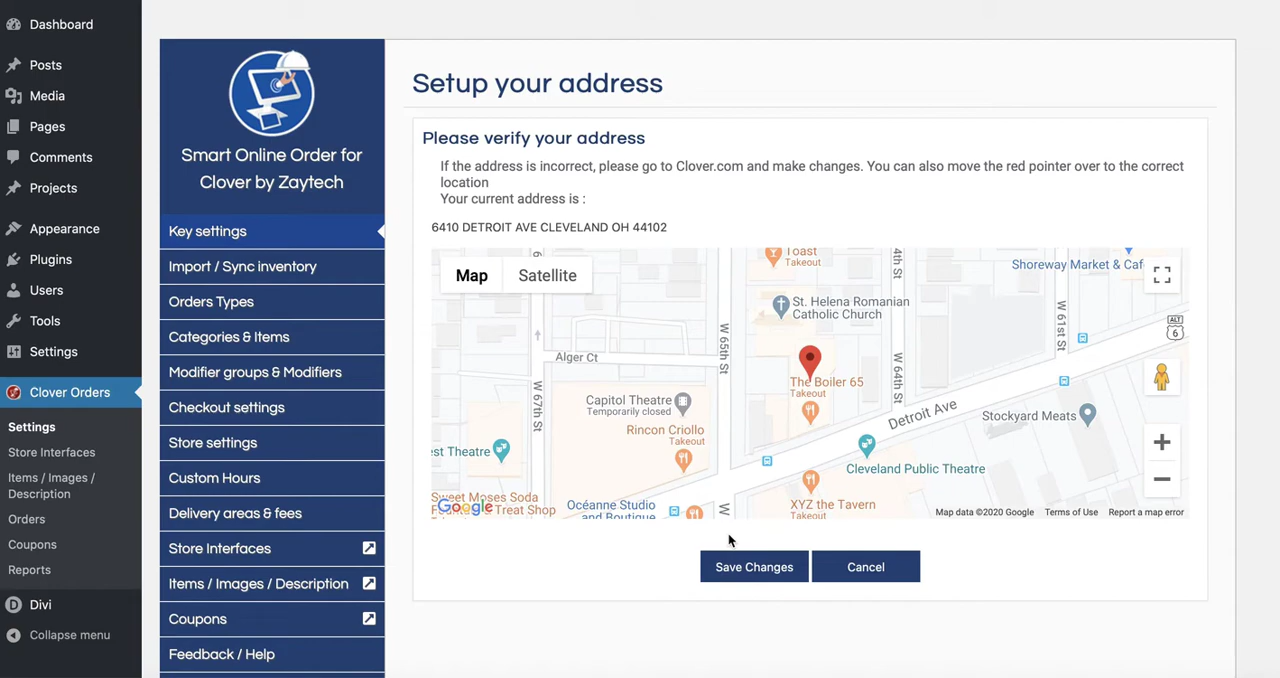 Dashboard
Posts
Media
Pages
Comments
Projects
Appearance
Plugins
Users
Tools
Settings
Clover Orders
Settings
Store Interfaces
Items / Images /
Description
Orders
Coupons
Reports
Divi
Collapse menu
Smart Online Order for
Clover by Zaytech
Key settings
Import / Sync inventory
Orders Types
Categories & Items
Modifier groups & Modifiers
Checkout settings
Store settings
Custom Hours
Delivery areas & fees
Store Interfaces
Items / Images / Description
Coupons
Feedback / Help
Setup your address
Please verify your address
If the address is incorrect, please go to Clover.com and make changes. You can also move the red pointer over to the correct
location
Your current address is :
6410 DETROIT AVE CLEVELAND OH 44102
Map
Satellite
Toast
Takeout
Shoreway Market & Caf
St. Helena Romanian
Catholic Church
ALT
6
W 65th St
W 61st St
4th St
Alger Ct
The Boiler 65
Takeout
W 67th St
W 64th St
Capitol Theatre
Temporarily closed
Detroit Ave
Stockyard Meats
Rincon Criollo
Takeout
st Theatre
Cleveland Public Theatre
Sweet Moses Soda
Treat Shop
Google
Océanne Studio
and Boutique
W
XYZ the Tavern
Takeout
Map data ©2020 Google
Terms of Use
Report a map error
Save Changes
Cancel